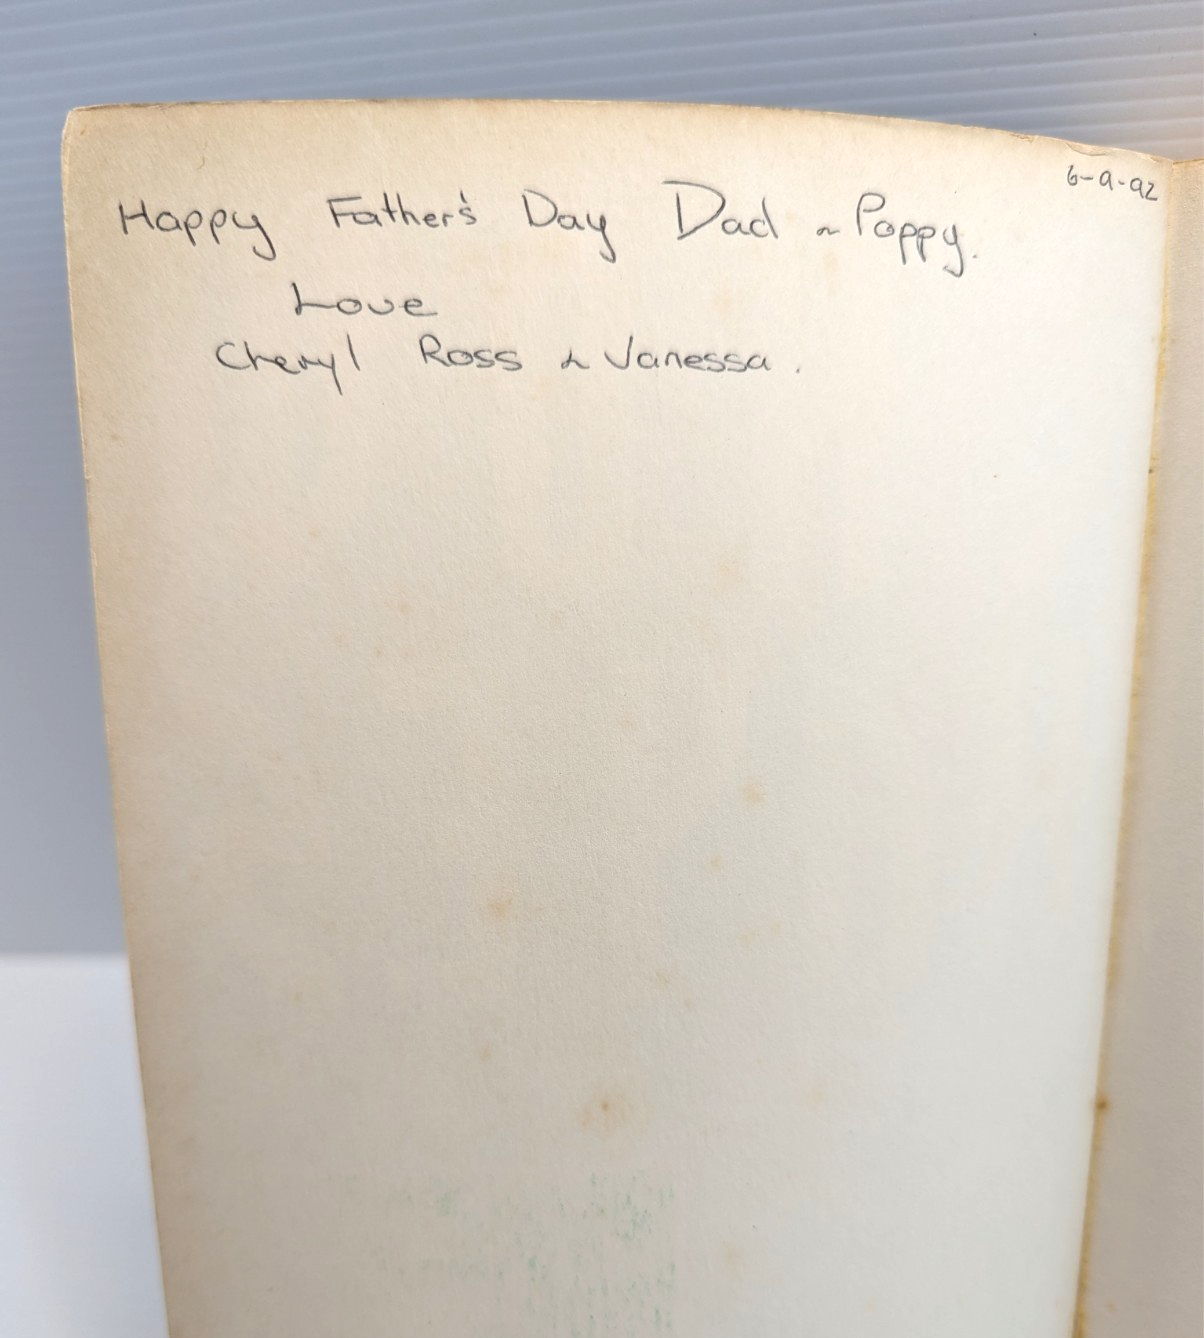 6-9-92
Happy Father's Day Dad & Poppy.
Love
Cheryl Ross & Vanessa.